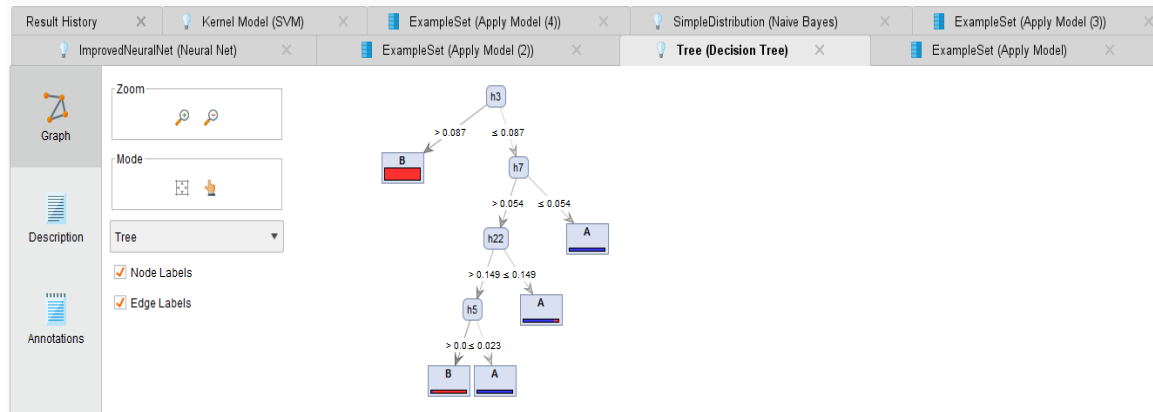 Result History
Kernel Model (SVM)
ExampleSet (Apply Model (4))
SimpleDistribution (Naive Bayes)
ExampleSet (Apply Model (3))
ImprovedNeuralNet (Neural Net)
ExampleSet (Apply Model (2))
Tree (Decision Tree)
ExampleSet (Apply Model)
Graph
Description
Annotations
Zoom
Mode
Tree
Node Labels
Edge Labels
h3
> 0.087
≤ 0.087
B
h7
> 0.054
≤ 0.054
h22
A
> 0.149
≤ 0.149
h5
A
> 0.0
≤ 0.023
B
A